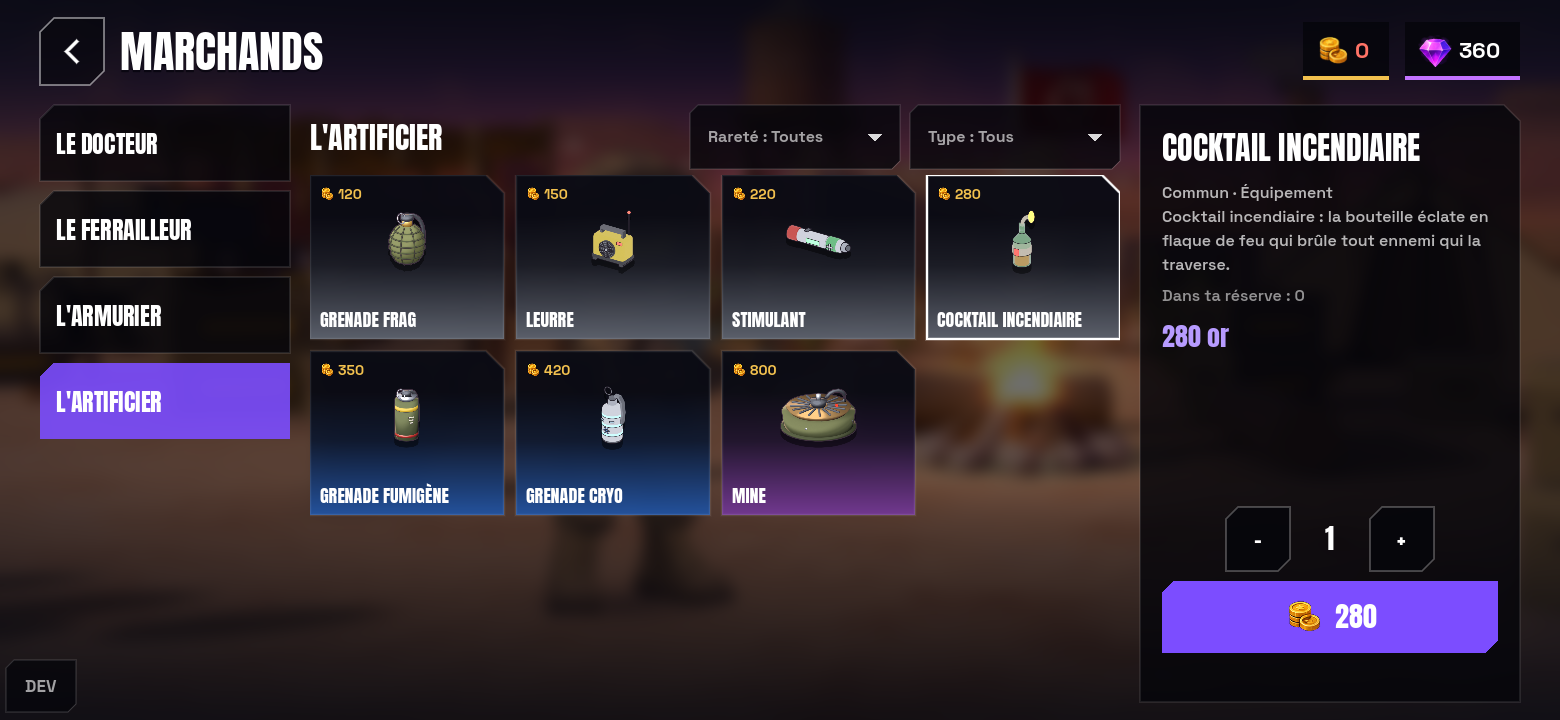 MARCHANDS
0
360
LE DOCTEUR
LE FERRAILLEUR
L'ARMURIER
L'ARTIFICIER
L'ARTIFICIER
Rareté : Toutes
Type : Tous
120
GRENADE FRAG
150
LEURRE
220
STIMULANT
280
COCKTAIL INCENDIAIRE
350
GRENADE FUMIGÈNE
420
GRENADE CRYO
800
MINE
COCKTAIL INCENDIAIRE
Commun · Équipement
Cocktail incendiaire : la bouteille éclate en
flaque de feu qui brûle tout ennemi qui la
traverse.
Dans ta réserve : 0
280 or
- 1 +
280
DEV